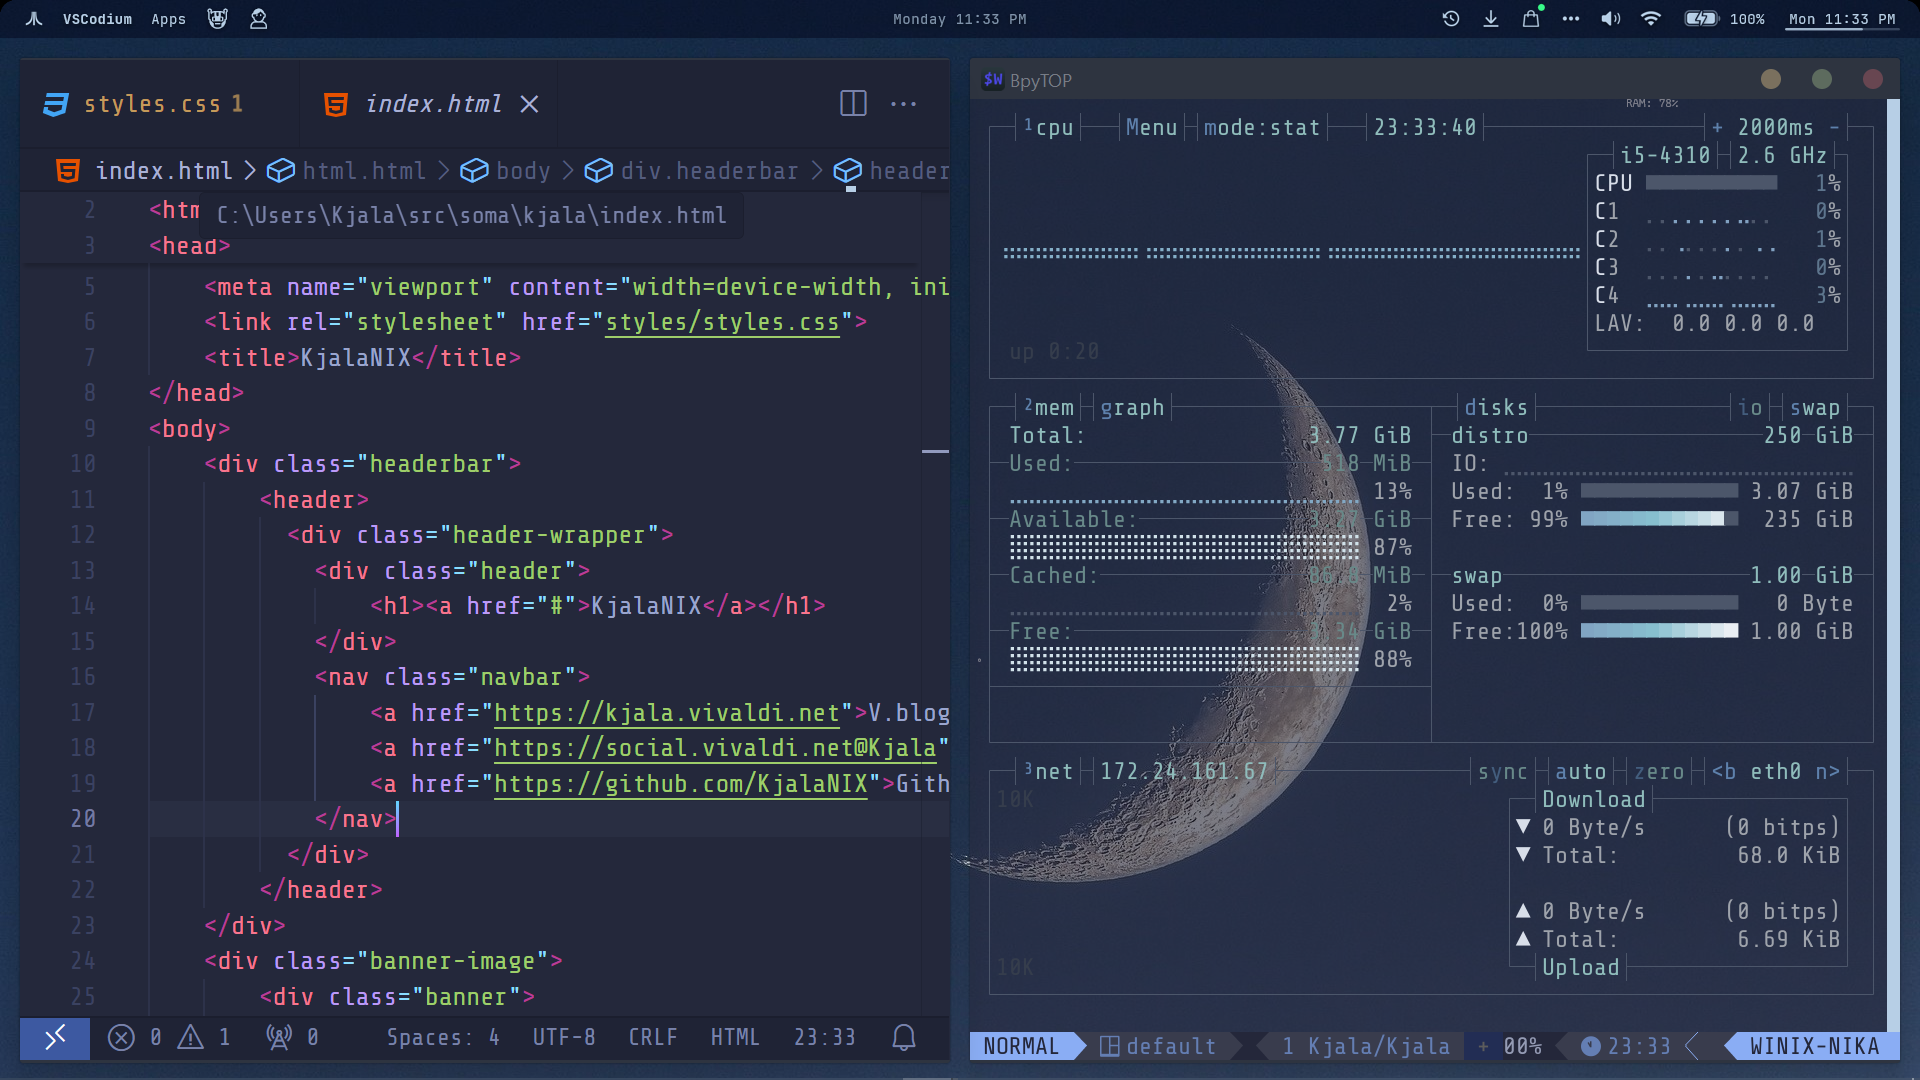 VSCodium Apps
Monday 11:33 PM
100% Mon 11:33 PM
styles.css 1
index.html
index.html > html.html > body > div.headerbar > header
C:\Users\Kjala\src\soma\kjala\index.html
2 <htm
3 <head>
5 <meta name="viewport" content="width=device-width, ini
6 <link rel="stylesheet" href="styles/styles.css">
7 <title>KjalaNIX</title>
8 </head>
9 <body>
10 <div class="headerbar">
11 <header>
12 <div class="header-wrapper">
13 <div class="header">
14 <h1><a href="#">KjalaNIX</a></h1>
15 </div>
16 <nav class="navbar">
17 <a href="https://kjala.vivaldi.net">V.blog
18 <a href="https://social.vivaldi.net@Kjala"
19 <a href="https://github.com/KjalaNIX">Gith
20 </nav>
21 </div>
22 </header>
23 </div>
24 <div class="banner-image">
25 <div class="banner">
0 1 0 Spaces: 4 UTF-8 CRLF HTML 23:33
$W BpyTOP
RAM: 78%
1cpu Menu mode:stat 23:33:40 + 2000ms -
i5-4310 2.6 GHz
CPU 1%
C1 0%
C2 1%
C3 0%
C4 3%
LAV: 0.0 0.0 0.0
up 0:20
2mem graph
Total: 3.77 GiB
Used: 518 MiB
13%
Available: 3.27 GiB
87%
Cached: MiB
2%
Free: 3.34 GiB
88%
disks io swap
distro 250 GiB
IO:
Used: 1% 3.07 GiB
Free: 99% 235 GiB
swap 1.00 GiB
Used: 0% 0 Byte
Free:100% 1.00 GiB
3net 172.24.161.67 sync auto zero <b eth0 n>
10K
Download
▼ 0 Byte/s (0 bitps)
▼ Total: 68.0 KiB
▲ 0 Byte/s (0 bitps)
▲ Total: 6.69 KiB
Upload
10K
NORMAL default 1 Kjala/Kjala + 00% 23:33 WINIX-NIKA